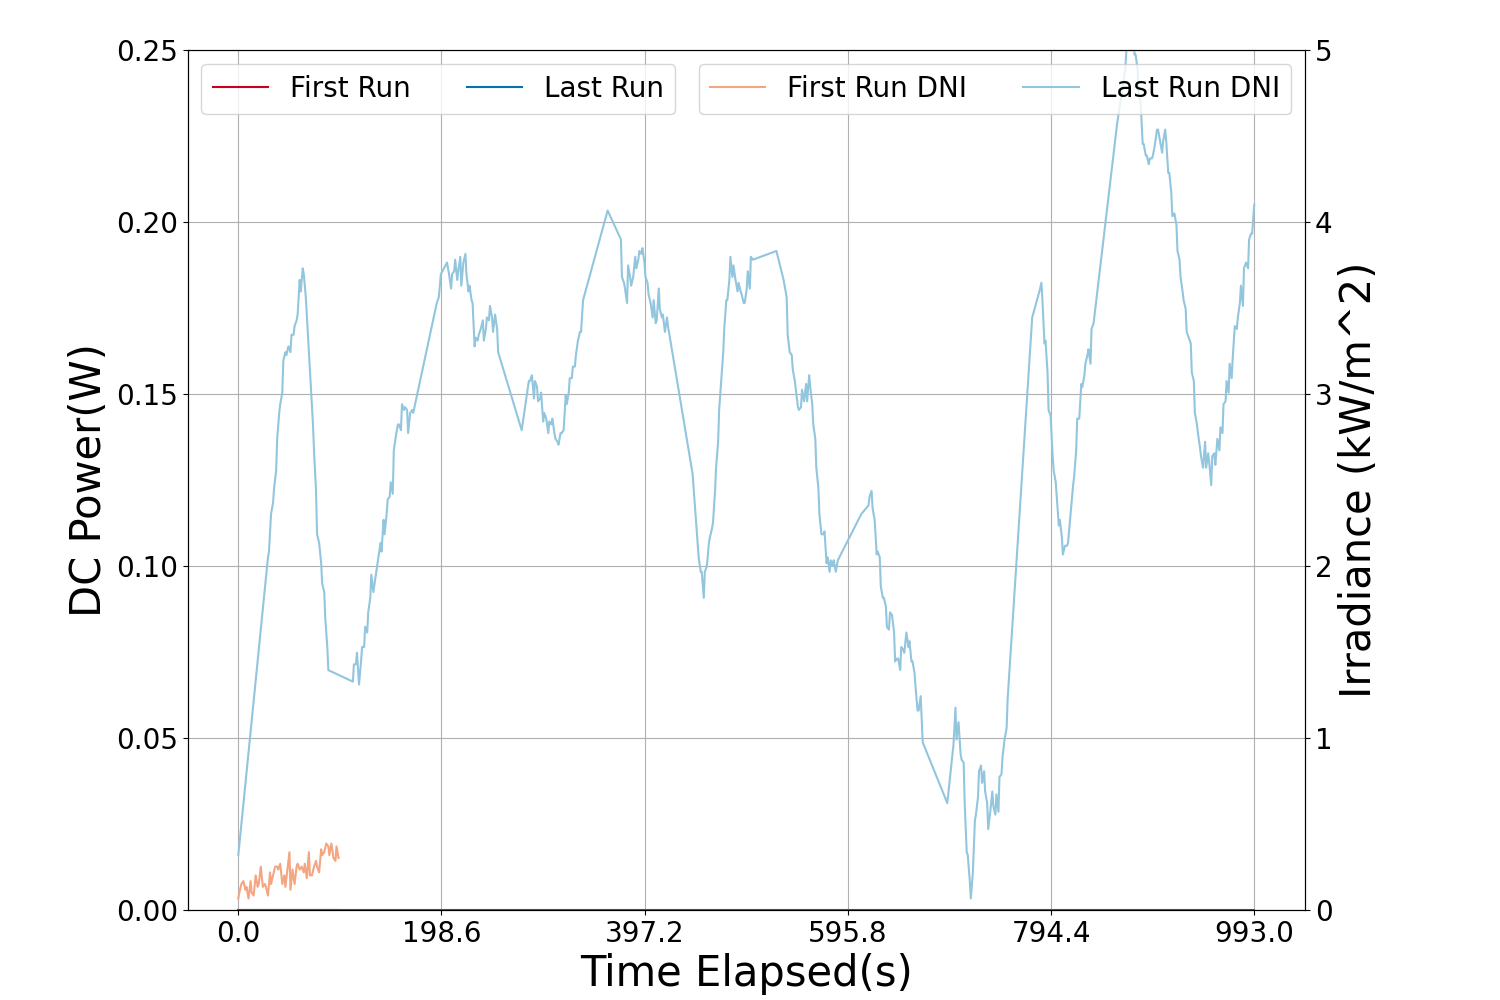 0.25
0.20
0.15
0.10
0.05
0.00
DC Power(W)
First Run
Last Run
First Run DNI
Last Run DNI
5
4
3
2
1
0
Irradiance (kW/m^2)
0.0
198.6
397.2
595.8
794.4
993.0
Time Elapsed(s)